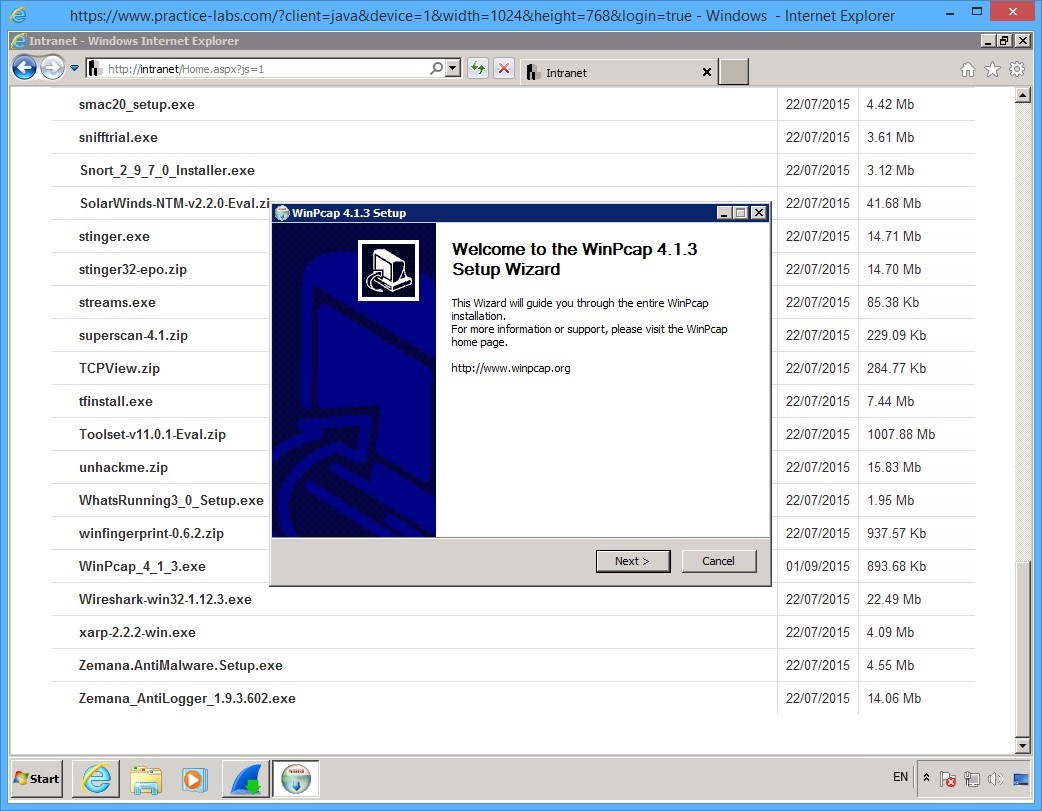 https://www.practice-labs.com/?client=java&device=1&width=1024&height=768&login=true - Windows - Internet Explorer
Intranet - Windows Internet Explorer
http://intranet/Home.aspx?js=1
Intranet
smac20_setup.exe 22/07/2015 4.42 Mb
snifftrial.exe 22/07/2015 3.61 Mb
Snort_2_9_7_0_Installer.exe 22/07/2015 3.12 Mb
SolarWinds-NTM-v2.2.0-Eval.zi 22/07/2015 41.68 Mb
stinger.exe 22/07/2015 14.71 Mb
stinger32-epo.zip 22/07/2015 14.70 Mb
streams.exe 22/07/2015 85.38 Kb
superscan-4.1.zip 22/07/2015 229.09 Kb
TCPView.zip 22/07/2015 284.77 Kb
tfinstall.exe 22/07/2015 7.44 Mb
Toolset-v11.0.1-Eval.zip 22/07/2015 1007.88 Mb
unhackme.zip 22/07/2015 15.83 Mb
WhatsRunning3_0_Setup.exe 22/07/2015 1.95 Mb
winfingerprint-0.6.2.zip 22/07/2015 937.57 Kb
WinPcap_4_1_3.exe 01/09/2015 893.68 Kb
Wireshark-win32-1.12.3.exe 22/07/2015 22.49 Mb
xarp-2.2.2-win.exe 22/07/2015 4.09 Mb
Zemana.AntiMalware.Setup.exe 22/07/2015 4.55 Mb
Zemana_AntiLogger_1.9.3.602.exe 22/07/2015 14.06 Mb
WinPcap 4.1.3 Setup
Welcome to the WinPcap 4.1.3
Setup Wizard
This Wizard will guide you through the entire WinPcap
installation.
For more information or support, please visit the WinPcap
home page.
http://www.winpcap.org
Next >
Cancel
Start
EN